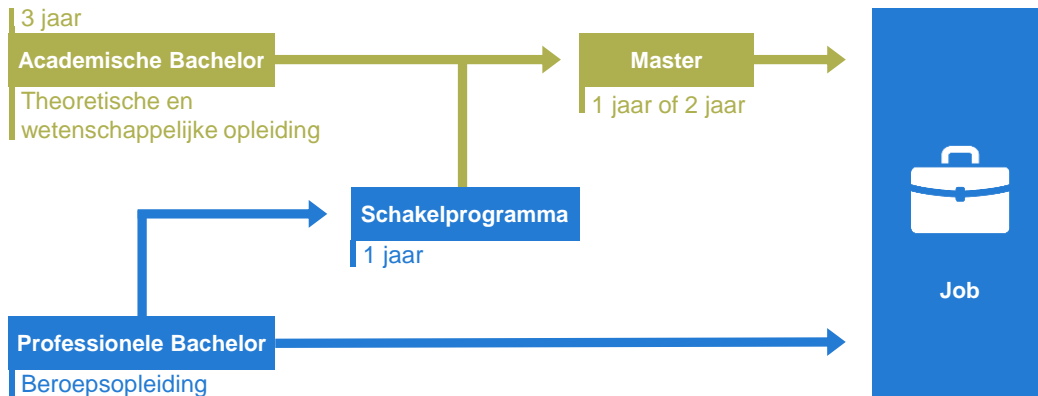 3 jaar
Academische Bachelor
Theoretische en
wetenschappelijke opleiding
Master
1 jaar of 2 jaar
Schakelprogramma
1 jaar
Job
Professionele Bachelor
Beroepsopleiding